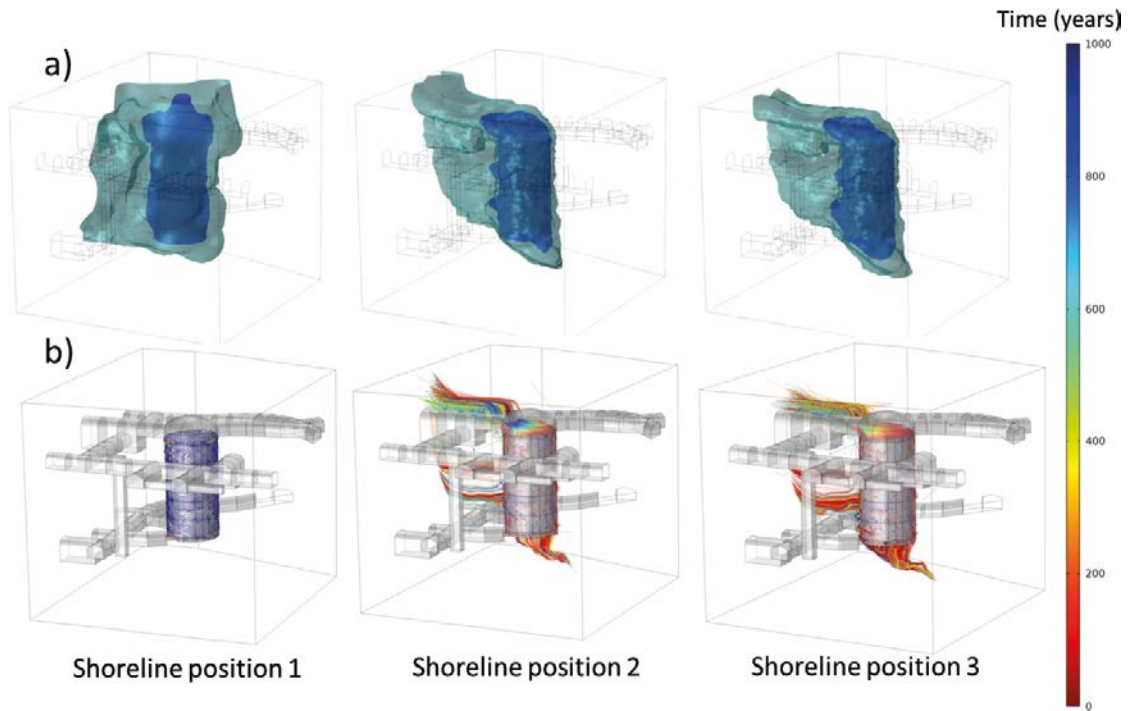 Time (years)
a)
1000
800
600
b)
400
200
0
Shoreline position 1
Shoreline position 2
Shoreline position 3